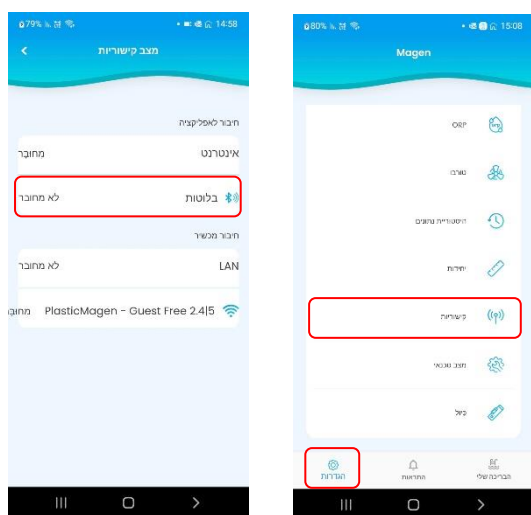 79% 14:58
מצב קישוריות
חיבור לאפליקציה
אינטרנט מחובר
בלוטות לא מחובר
חיבור מכשיר
LAN לא מחובר
PlasticMagen - Guest Free 2.4|5 מחובר
80% 15:08
Magen
ORP
טורבו
היסטוריית נתונים
יחידות
קישוריות
מצב טכנאי
כיול
הבריכה שלי
התראות
הגדרות